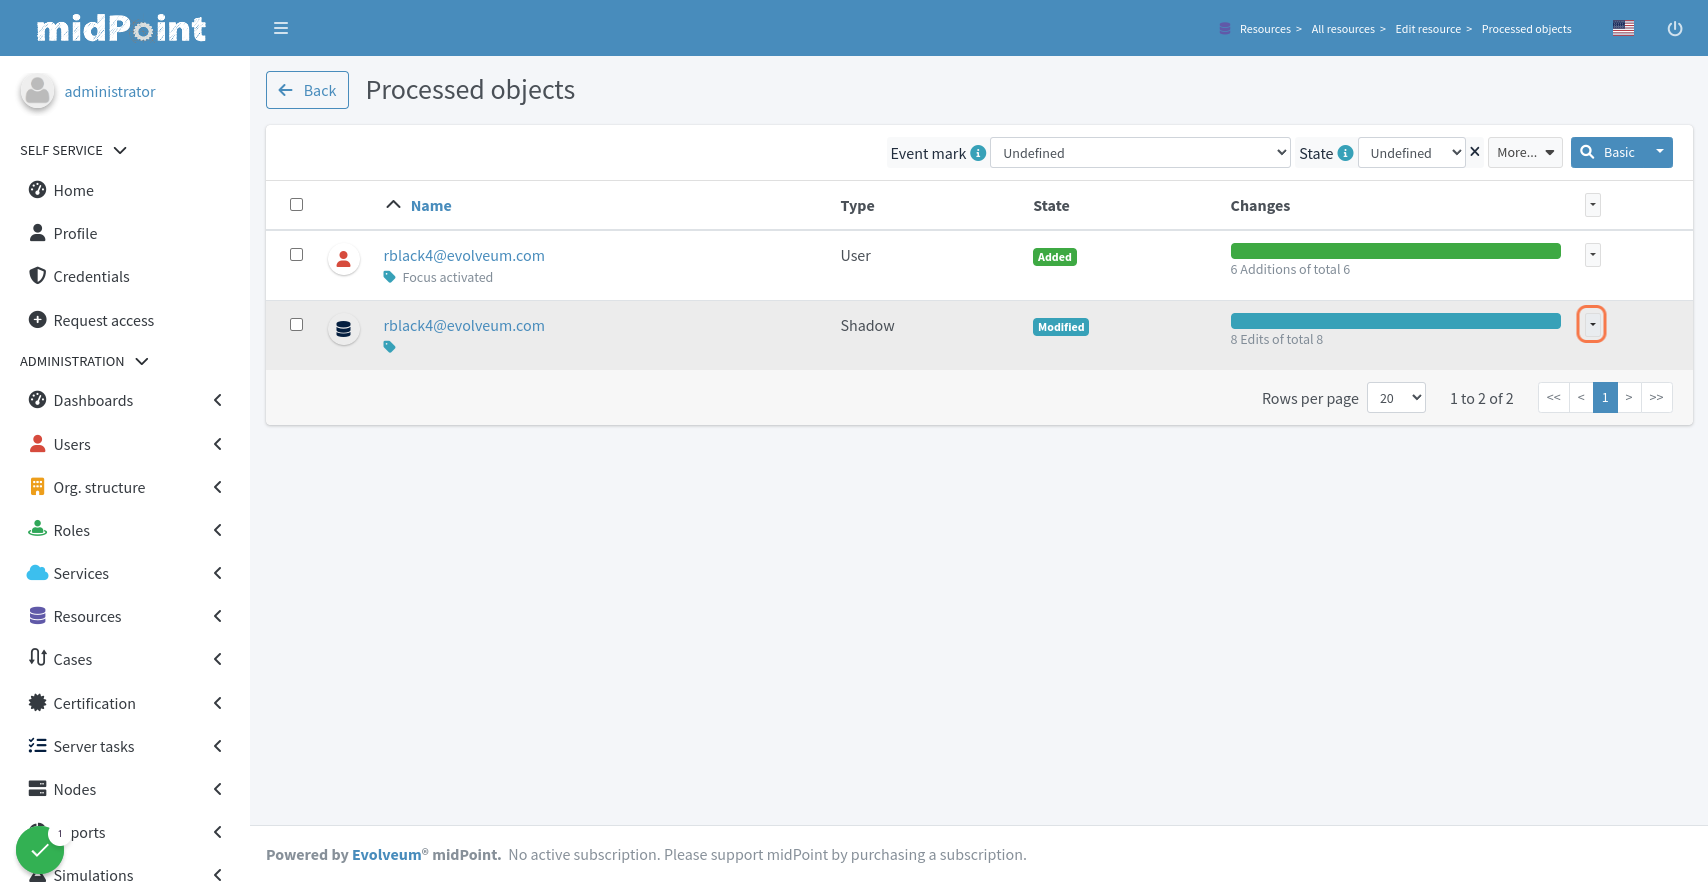 midPoint
Resources > All resources > Edit resource > Processed objects
administrator
SELF SERVICE
Home
Profile
Credentials
Request access
ADMINISTRATION
Dashboards
Users
Org. structure
Roles
Services
Resources
Cases
Certification
Server tasks
Nodes
1 ports
Simulations
Back
Processed objects
Event mark Undefined State Undefined More... Basic
Name Type State Changes
rblack4@evolveum.com User Added
Focus activated 6 Additions of total 6
rblack4@evolveum.com Shadow Modified
8 Edits of total 8
Rows per page 20 1 to 2 of 2 << < 1 > >>
Powered by Evolveum® midPoint. No active subscription. Please support midPoint by purchasing a subscription.